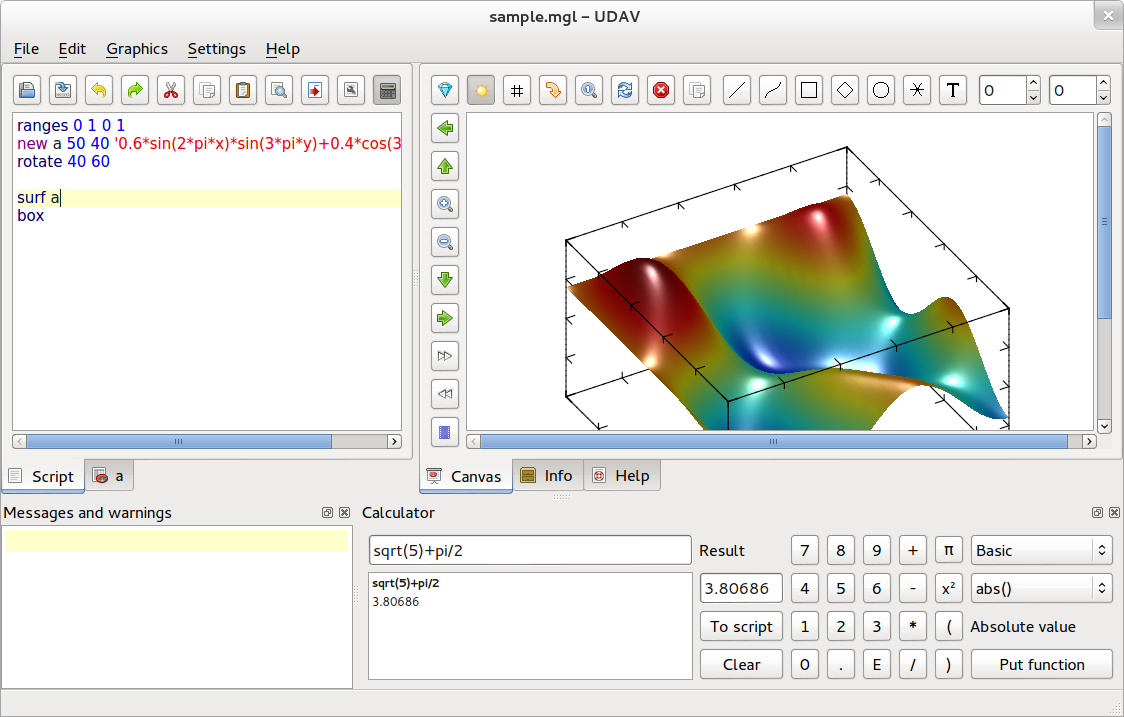 sample.mgl – UDAV
File Edit Graphics Settings Help
T 0 0
ranges 0 1 0 1
new a 50 40 '0.6*sin(2*pi*x)*sin(3*pi*y)+0.4*cos(3
rotate 40 60
surf a
box
Script a
Canvas Info Help
Messages and warnings
Calculator
sqrt(5)+pi/2 Result 7 8 9 + π Basic
sqrt(5)+pi/2
3.80686
3.80686 4 5 6 - x² abs()
To script 1 2 3 * ( Absolute value
Clear 0 . E / ) Put function